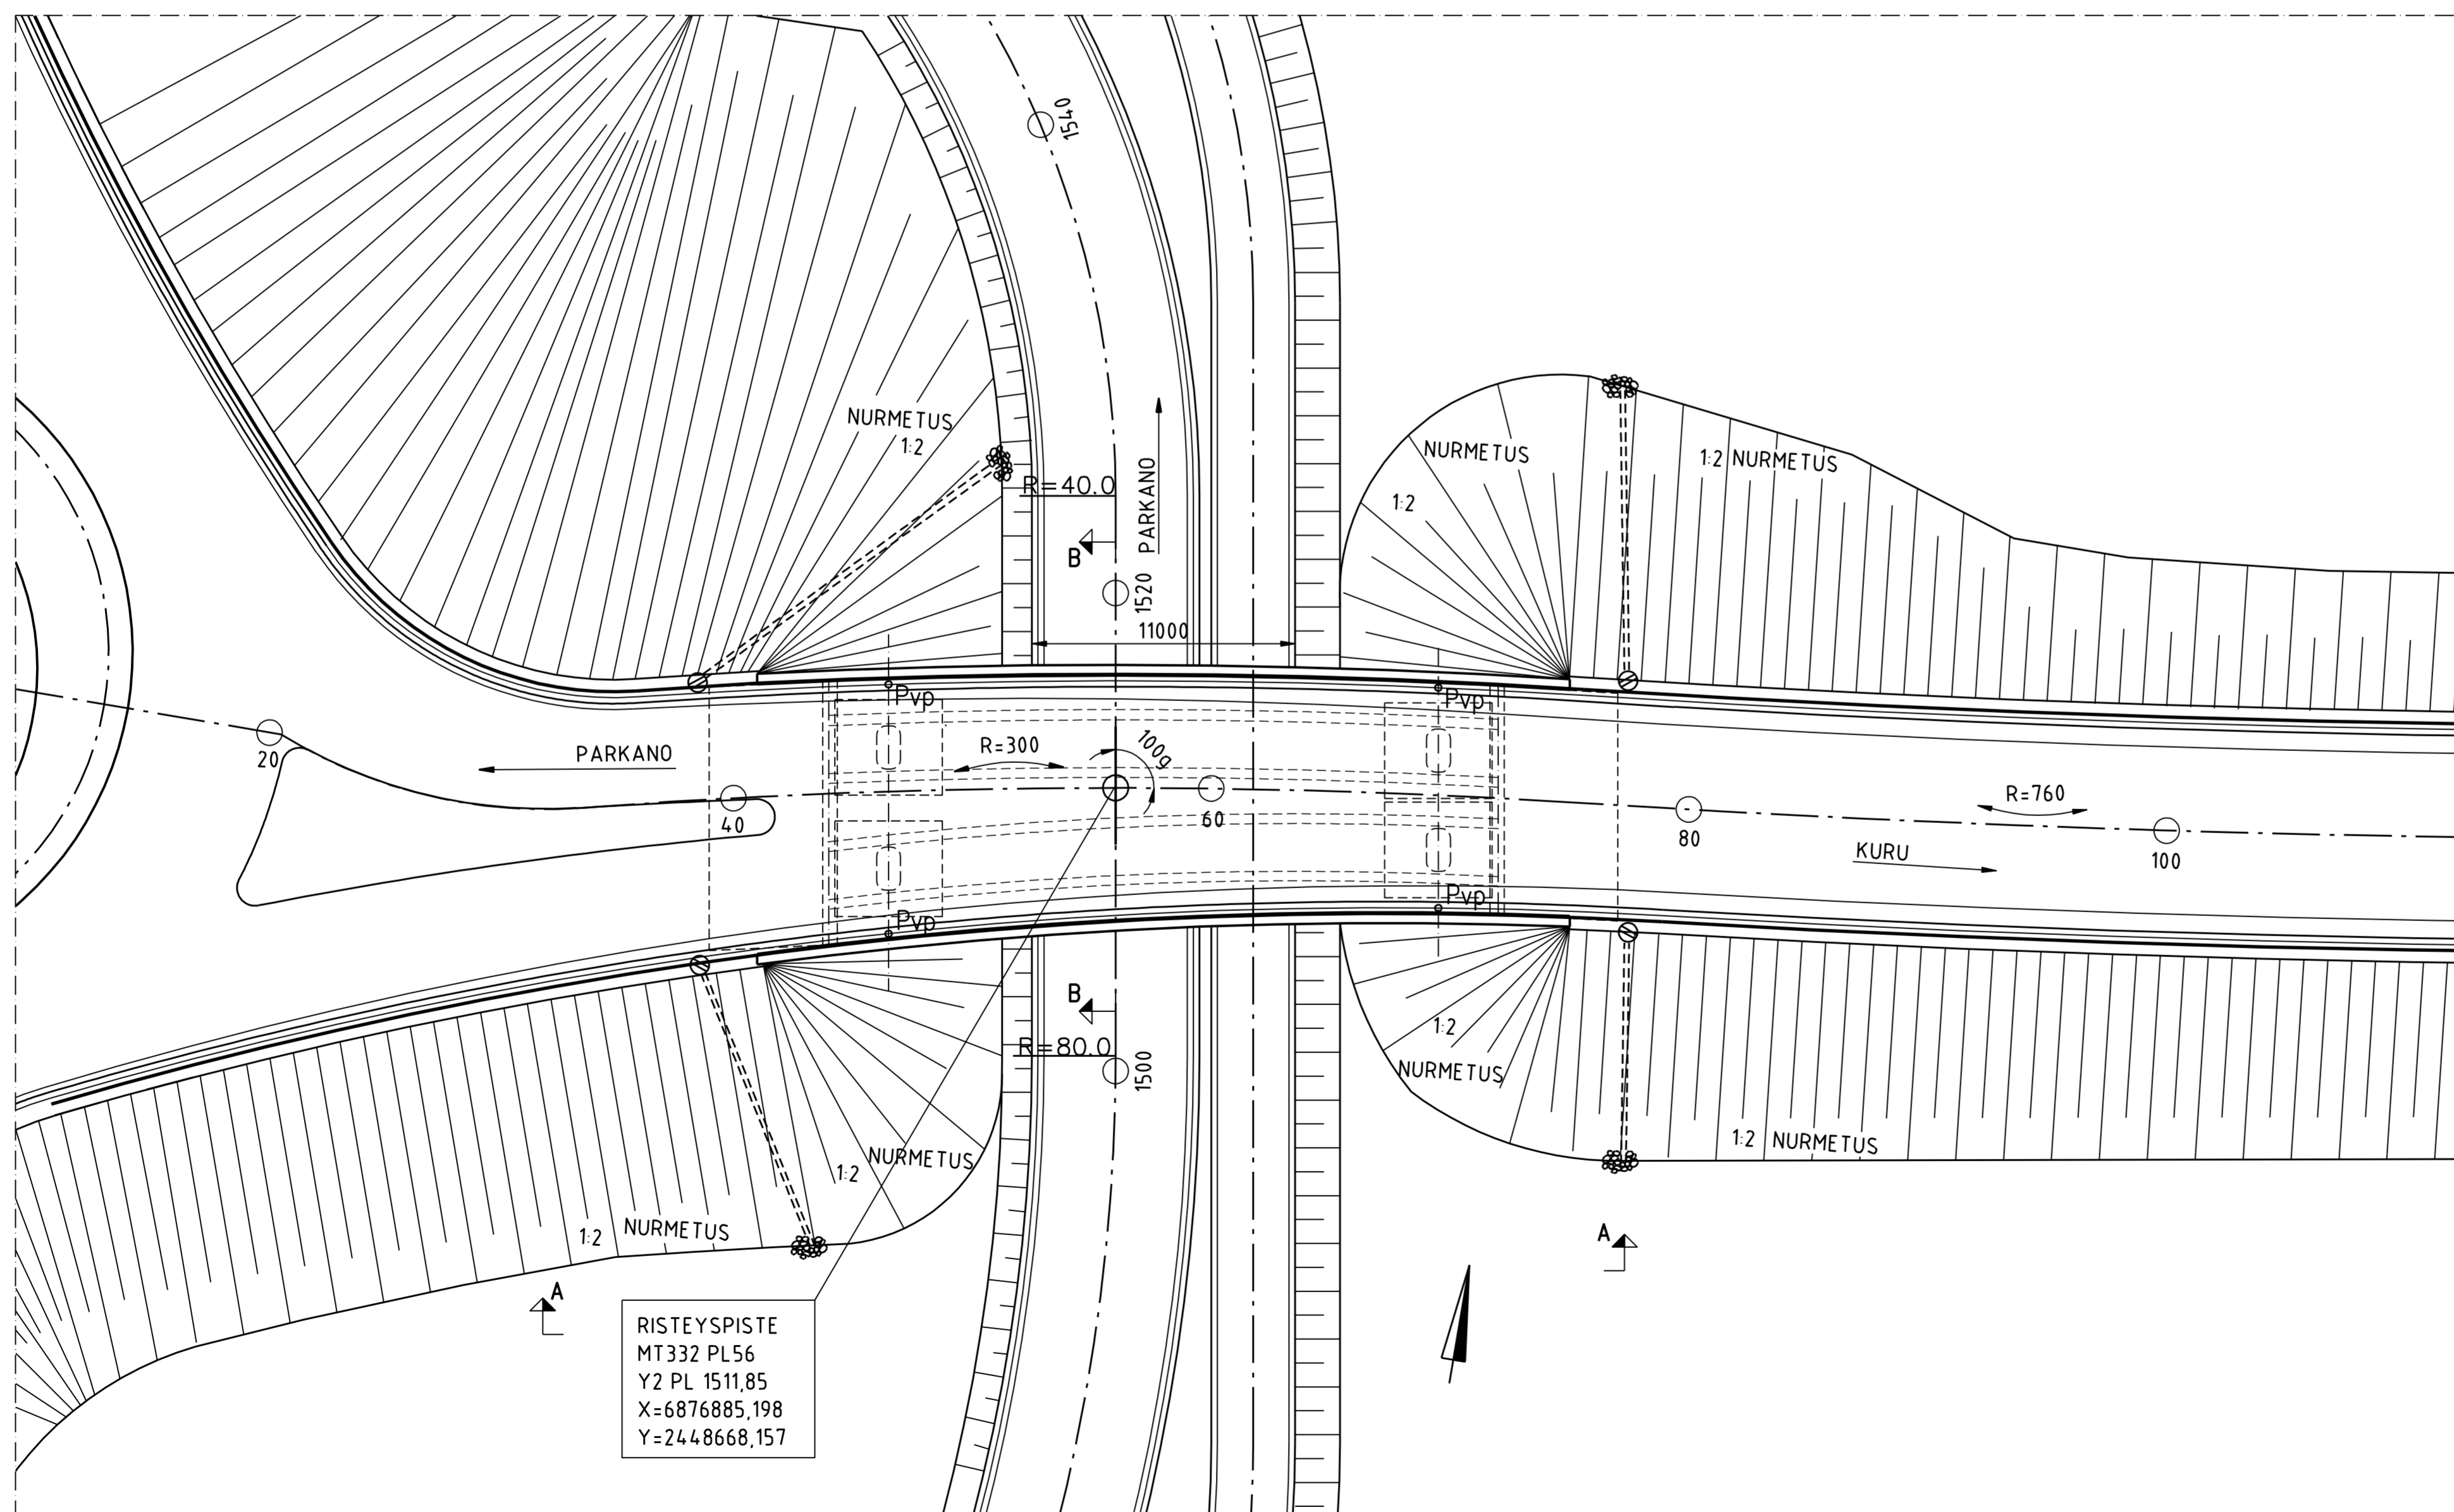 1540
NURMETUS
1:2
NURMETUS
1:2
1:2 NURMETUS
R=40.0
PARKANO
B
1520
11000
Pvp
Pvp
PARKANO
R=300
100g
20
40
60
80
100
R=760
KURU
Pvp
Pvp
B
R=80.0
1500
1:2
NURMETUS
1:2 NURMETUS
NURMETUS
1:2
1:2 NURMETUS
A
A
RISTEYSPISTE
MT332 PL56
Y2 PL 1511,85
X=6876885,198
Y=2448668,157